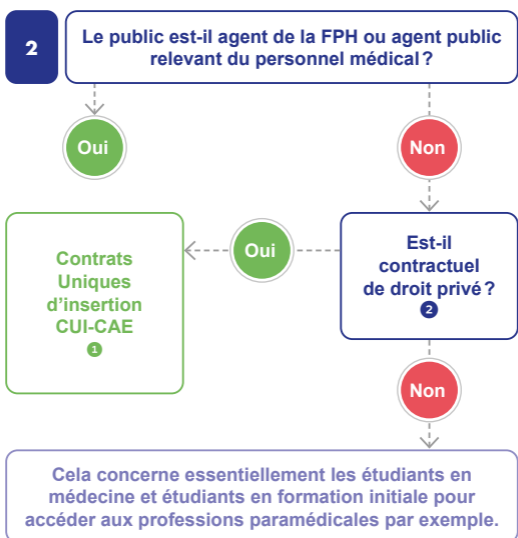 2
Le public est-il agent de la FPH ou agent public
relevant du personnel médical ?
Oui
Non
Contrats
Uniques
d'insertion
CUI-CAE
❶
Oui
Est-il
contractuel
de droit privé ?
❷
Non
Cela concerne essentiellement les étudiants en
médecine et étudiants en formation initiale pour
accéder aux professions paramédicales par exemple.